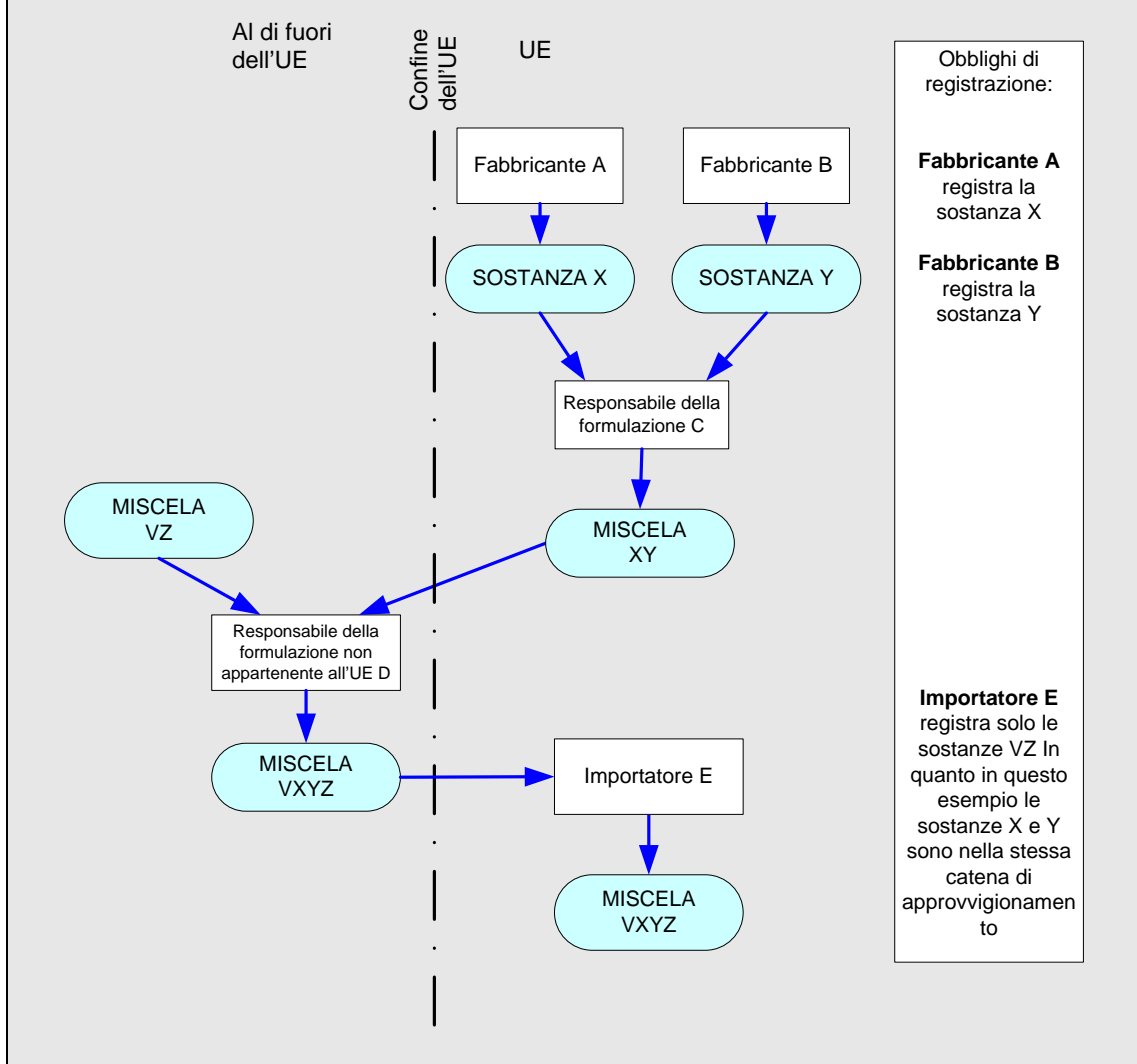 Al di fuori
dell'UE
Confine
dell'UE
UE
Fabbricante A
Fabbricante B
SOSTANZA X
SOSTANZA Y
Responsabile della
formulazione C
MISCELA
VZ
MISCELA
XY
Responsabile della
formulazione non
appartenente all'UE D
MISCELA
VXYZ
Importatore E
MISCELA
VXYZ
Obblighi di
registrazione:
Fabbricante A
registra la
sostanza X
Fabbricante B
registra la
sostanza Y
Importatore E
registra solo le
sostanze VZ In
quanto in questo
esempio le
sostanze X e Y
sono nella stessa
catena di
approvvigionamen
to